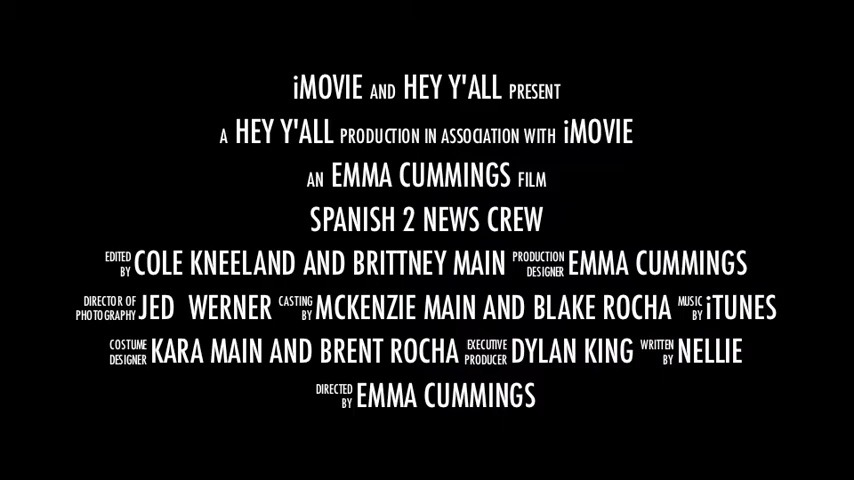 iMOVIE AND HEY Y'ALL PRESENT
A HEY Y'ALL PRODUCTION IN ASSOCIATION WITH iMOVIE
AN EMMA CUMMINGS FILM
SPANISH 2 NEWS CREW
EDITED BY COLE KNEELAND AND BRITTNEY MAIN PRODUCTION DESIGNER EMMA CUMMINGS
DIRECTOR OF PHOTOGRAPHY JED WERNER CASTING BY MCKENZIE MAIN AND BLAKE ROCHA MUSIC BY iTUNES
COSTUME DESIGNER KARA MAIN AND BRENT ROCHA EXECUTIVE PRODUCER DYLAN KING WRITTEN BY NELLIE
DIRECTED BY EMMA CUMMINGS